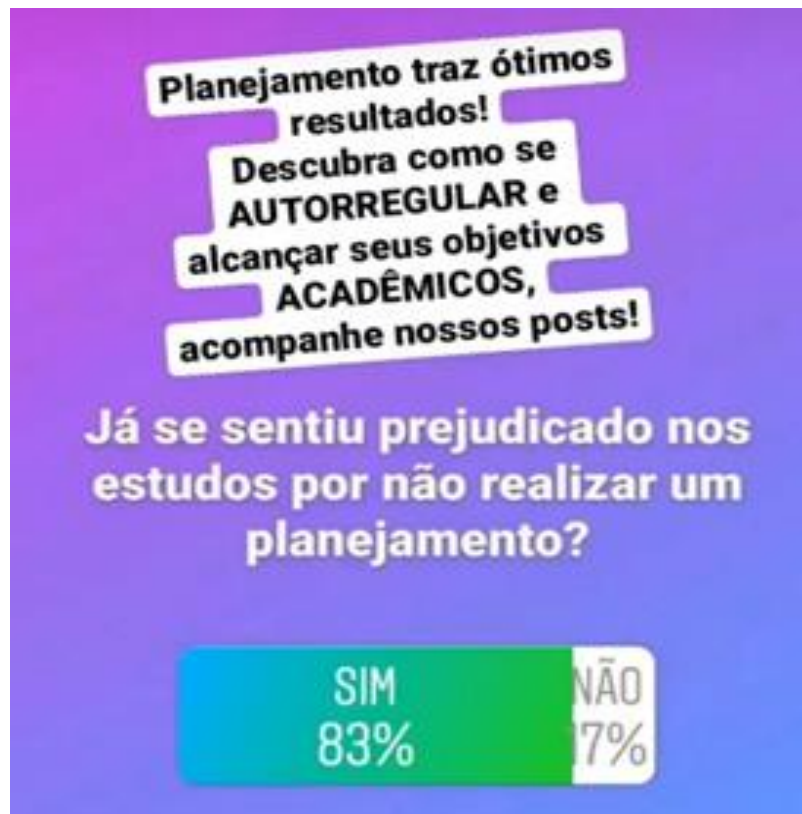 Planejamento traz ótimos
resultados!
Descubra como se
AUTORREGULAR e
alcançar seus objetivos
ACADÊMICOS,
acompanhe nossos posts!
Já se sentiu prejudicado nos
estudos por não realizar um
planejamento?
SIM NÃO
83% 17%